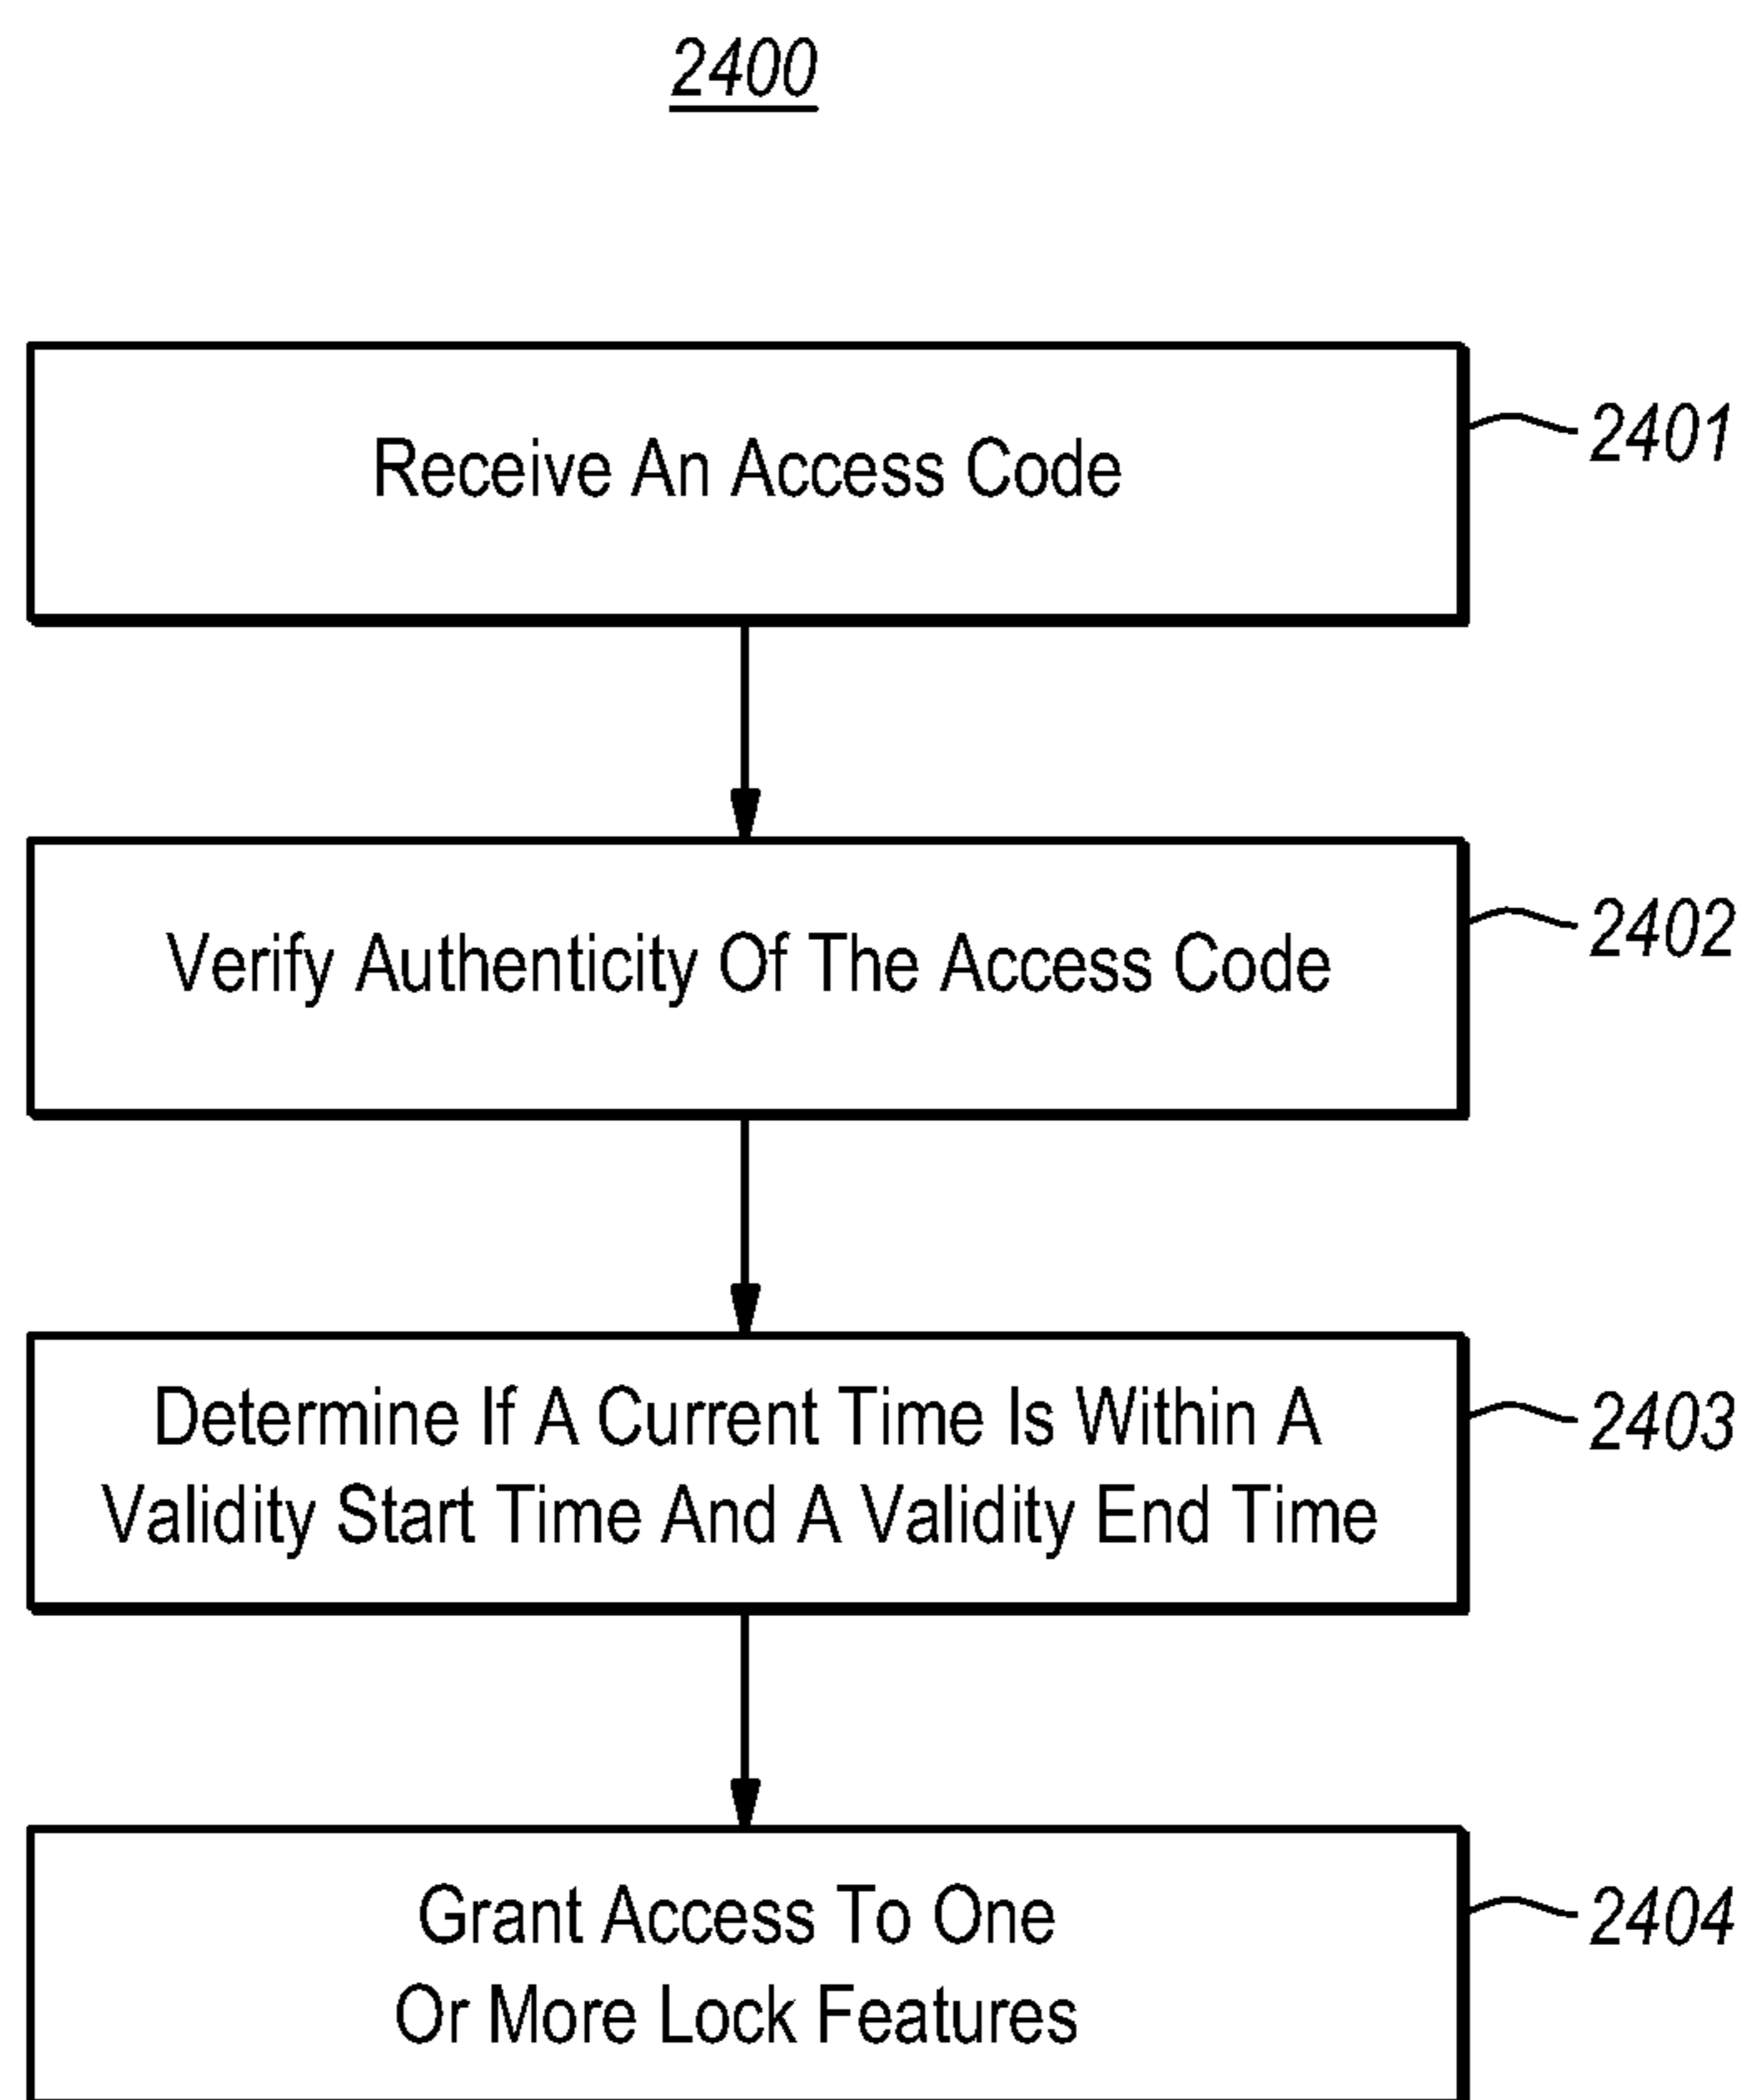 2400
Receive An Access Code
2401
Verify Authenticity Of The Access Code
2402
Determine If A Current Time Is Within A
Validity Start Time And A Validity End Time
2403
Grant Access To One
Or More Lock Features
2404